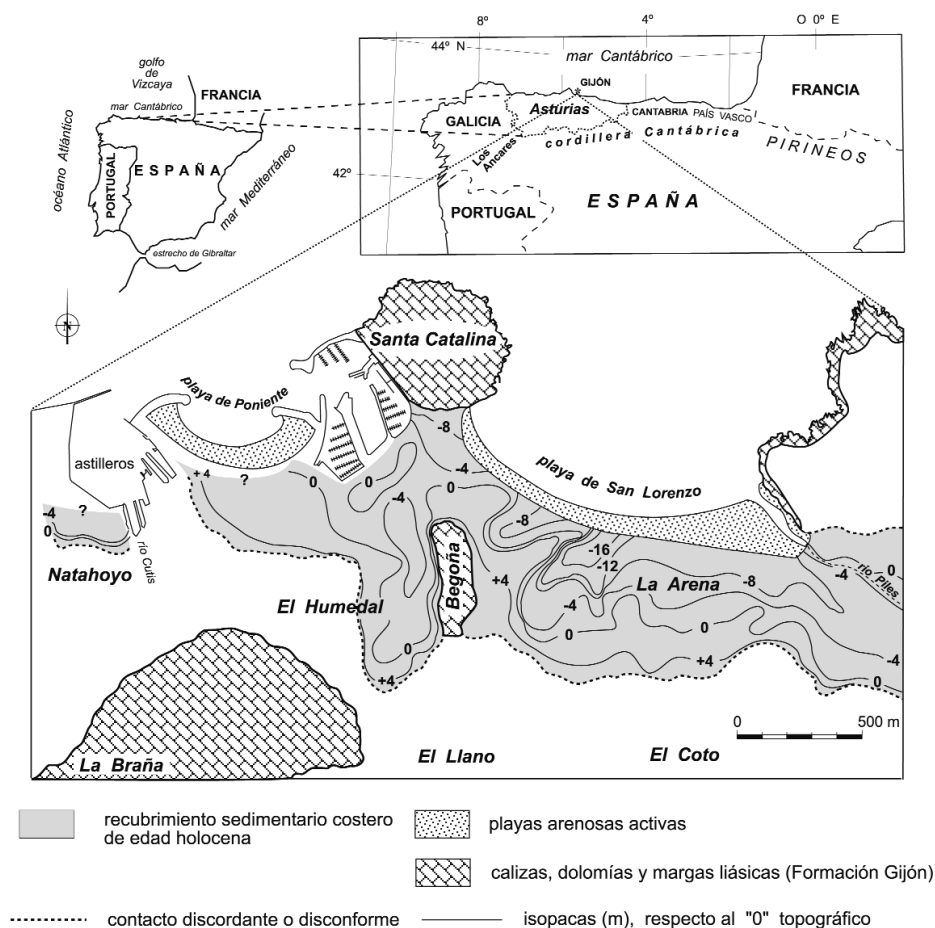 golfo
de
Vizcaya
mar Cantábrico
FRANCIA
océano Atlántico
PORTUGAL
ESPAÑA
mar Mediterráneo
estrecho de Gibraltar
N
8º
4º
O 0º E
44º N
mar Cantábrico
GIJÓN
FRANCIA
GALICIA
Asturias
CANTABRIA
PAÍS VASCO
cordillera Cantábrica
PIRINEOS
Los
Ancares
42º
PORTUGAL
ESPAÑA
Santa Catalina
playa de Poniente
-8
astilleros
+4
?
0
0
-4
-4
0
playa de San Lorenzo
-4
?
0
río Cutis
-8
-16
-12
Natahoyo
Begoña
+4
La Arena
-8
-4
0
río Piles
El Humedal
-4
0
0
0
+4
+4
-4
0
0
500 m
La Braña
El Llano
El Coto
recubrimiento sedimentario costero
de edad holocena
playas arenosas activas
calizas, dolomías y margas liásicas (Formación Gijón)
contacto discordante o disconforme
isopacas (m), respecto al "0" topográfico